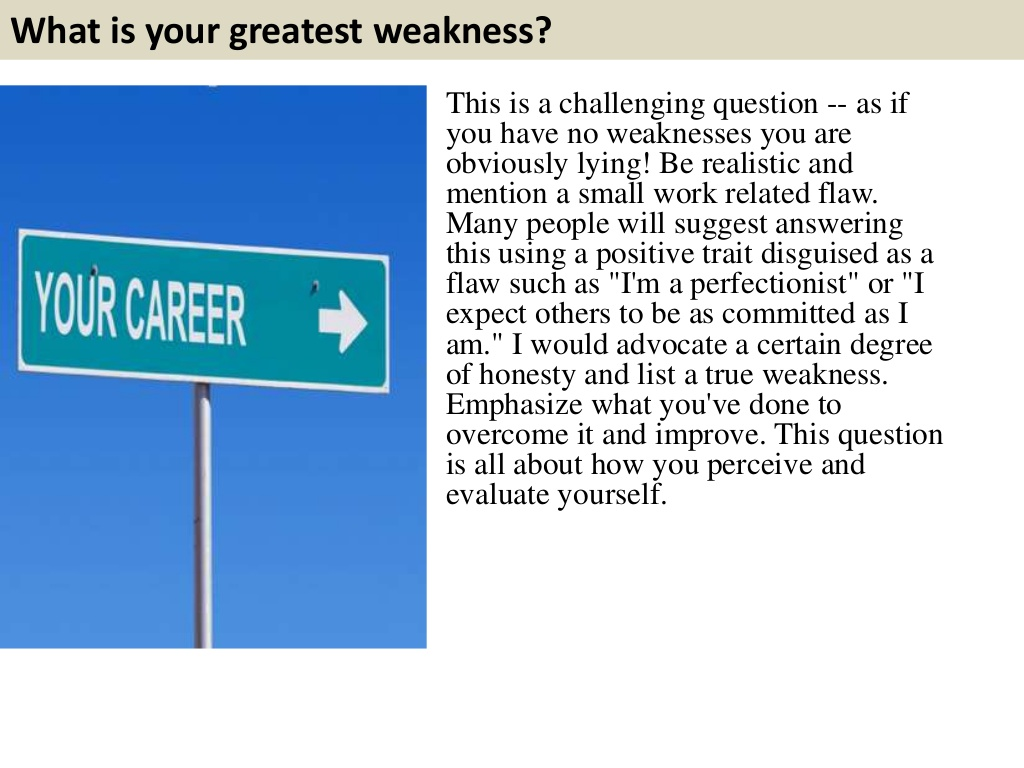 What is your greatest weakness?
YOUR CAREER
This is a challenging question -- as if
you have no weaknesses you are
obviously lying! Be realistic and
mention a small work related flaw.
Many people will suggest answering
this using a positive trait disguised as a
flaw such as "I'm a perfectionist" or "I
expect others to be as committed as I
am." I would advocate a certain degree
of honesty and list a true weakness.
Emphasize what you've done to
overcome it and improve. This question
is all about how you perceive and
evaluate yourself.